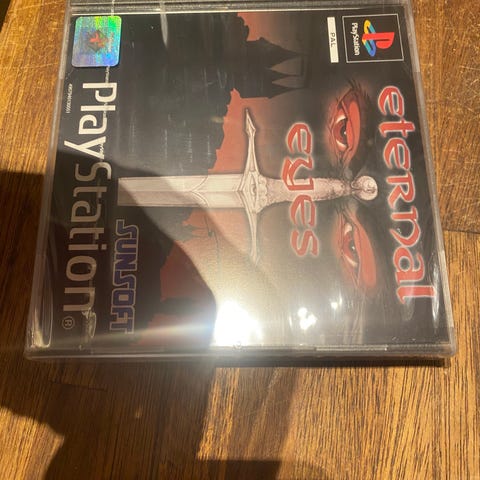 PlayStation
PAL
eternal
eyes
SUNSOFT
PlayStation®